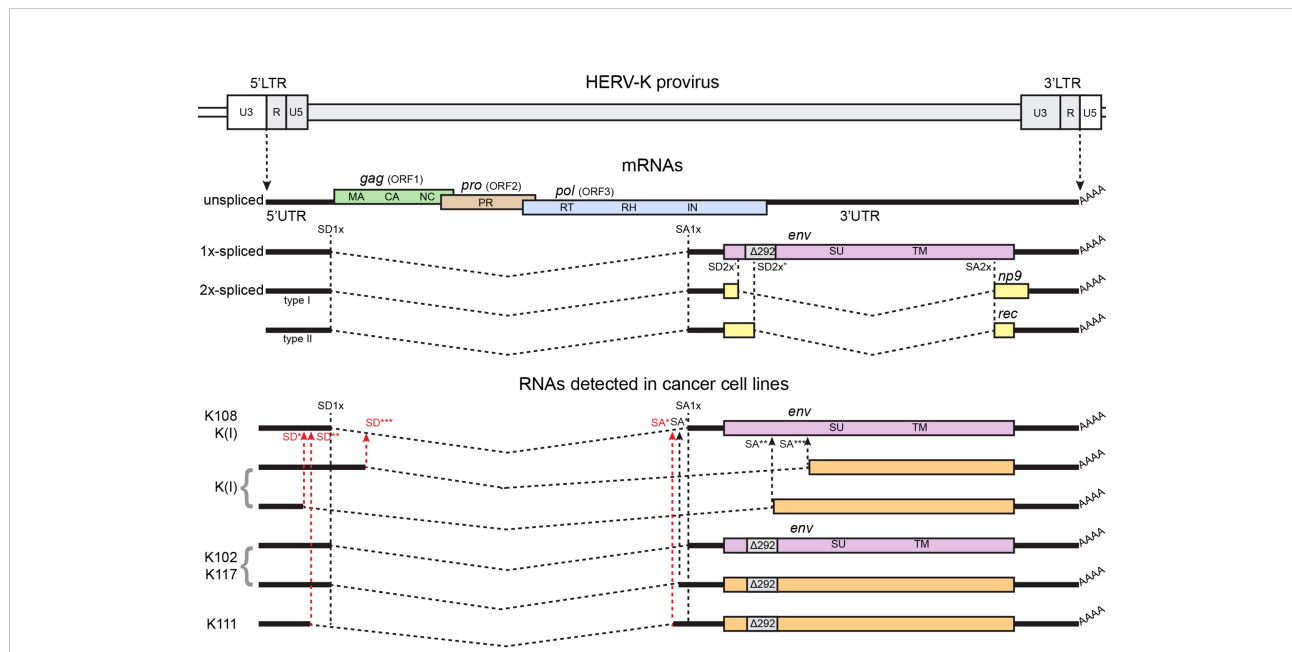 5'LTR HERV-K provirus 3'LTR
U3 R U5 U3 R U5
mRNAs
gag (ORF1) pro (ORF2) pol (ORF3)
unspliced MA CA NC PR RT RH IN AAAA
5'UTR 3'UTR
SD1x SA1x env
1x-spliced Δ292 SU TM AAAA
SD2x' SD2x" SA2x
np9
2x-spliced AAAA
type I
rec
AAAA
type II
RNAs detected in cancer cell lines
SD1x SA1x env
K108 SD*** SA* SA* AAAA
K(I) SD* SD** SU TM
SA** SA***
AAAA
K(I)
AAAA
env
K102 Δ292 SU TM AAAA
K117
Δ292 AAAA
K111 Δ292 AAAA